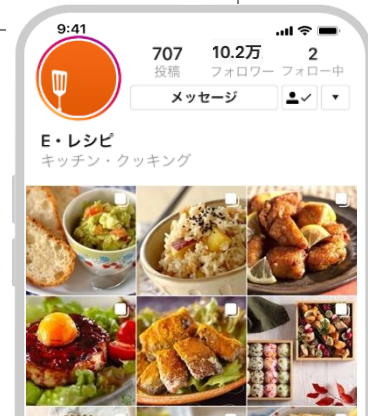 9:41
707 10.2万 2
投稿 フォロワー フォロー中
メッセージ
E・レシピ
キッチン・クッキング